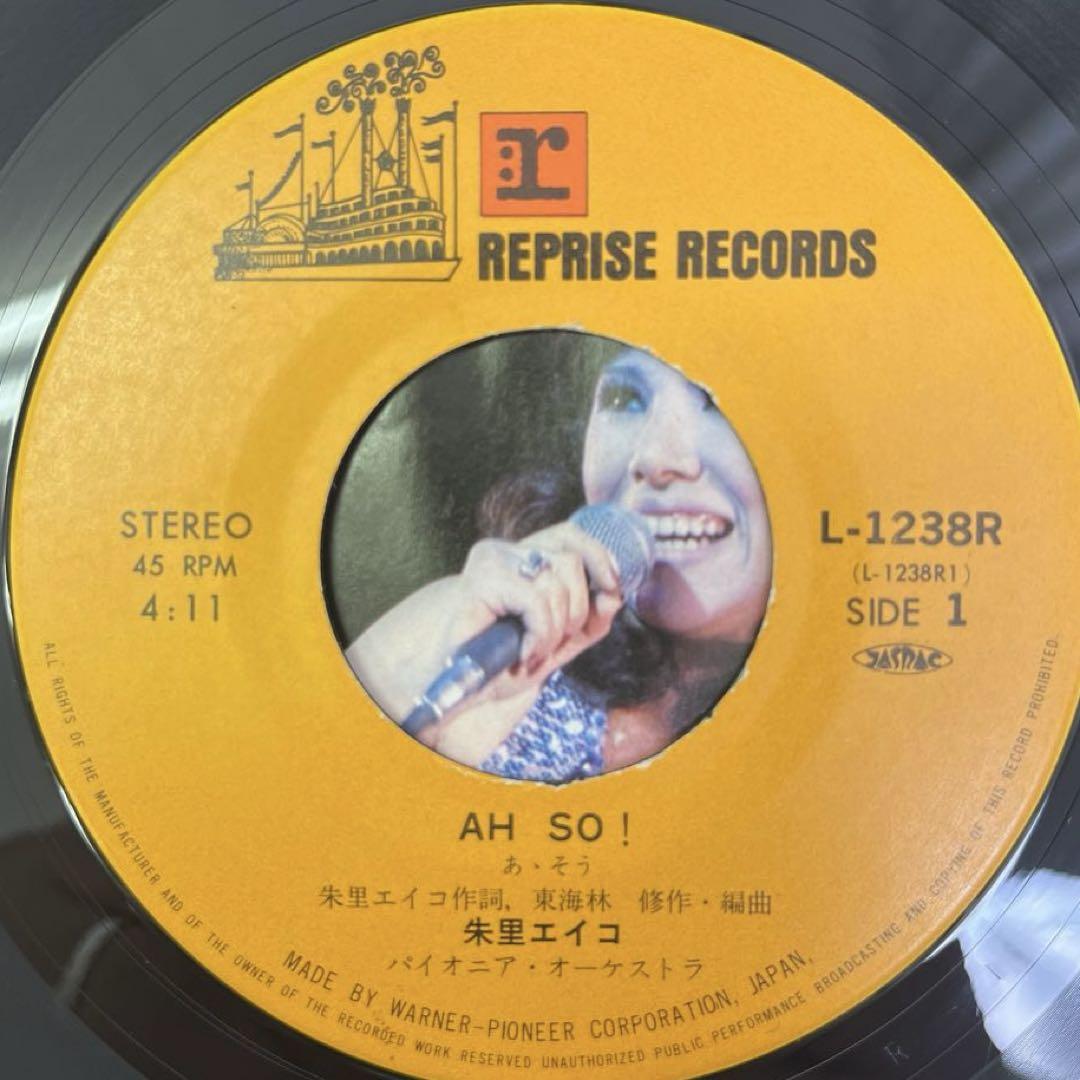 r
REPRISE RECORDS
STEREO
45 RPM
4:11
L-1238R
(L-1238R1)
SIDE 1
JASRAC
AH SO!
あゝそう
朱里エイコ作詞、東海林 修作・編曲
朱里エイコ
パイオニア・オーケストラ
MADE BY WARNER-PIONEER CORPORATION, JAPAN,
ALL RIGHTS OF THE MANUFACTURER AND OF THE OWNER OF THE RECORDED WORK RESERVED UNAUTHORIZED PUBLIC PERFORMANCE BROADCASTING AND COPYING OF THIS RECORD PROHIBITED